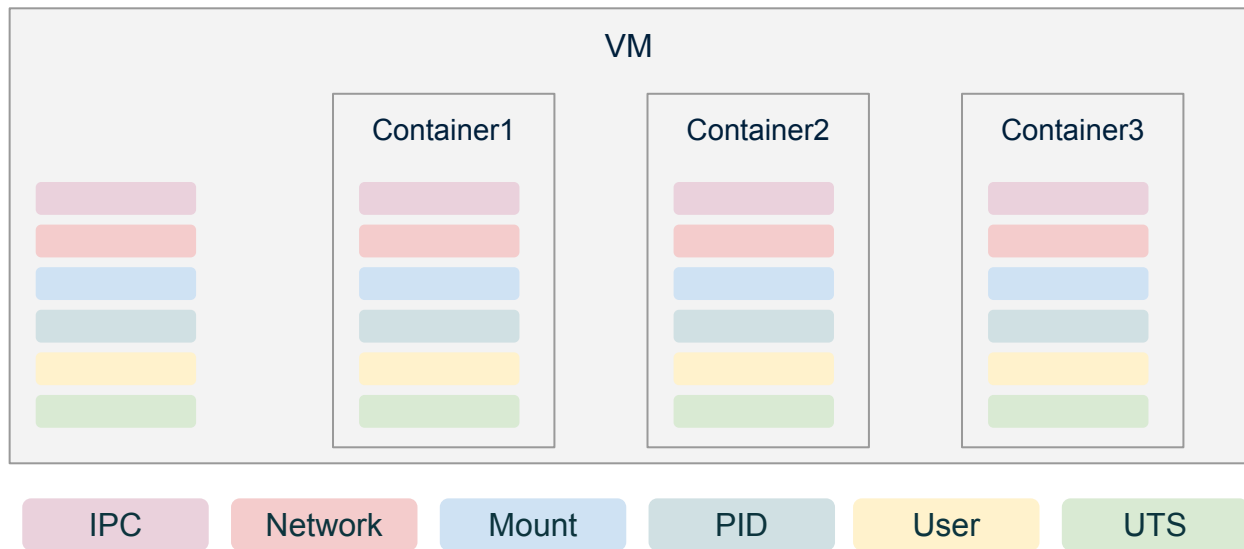 VM
Container1
Container2
Container3
IPC
Network
Mount
PID
User
UTS